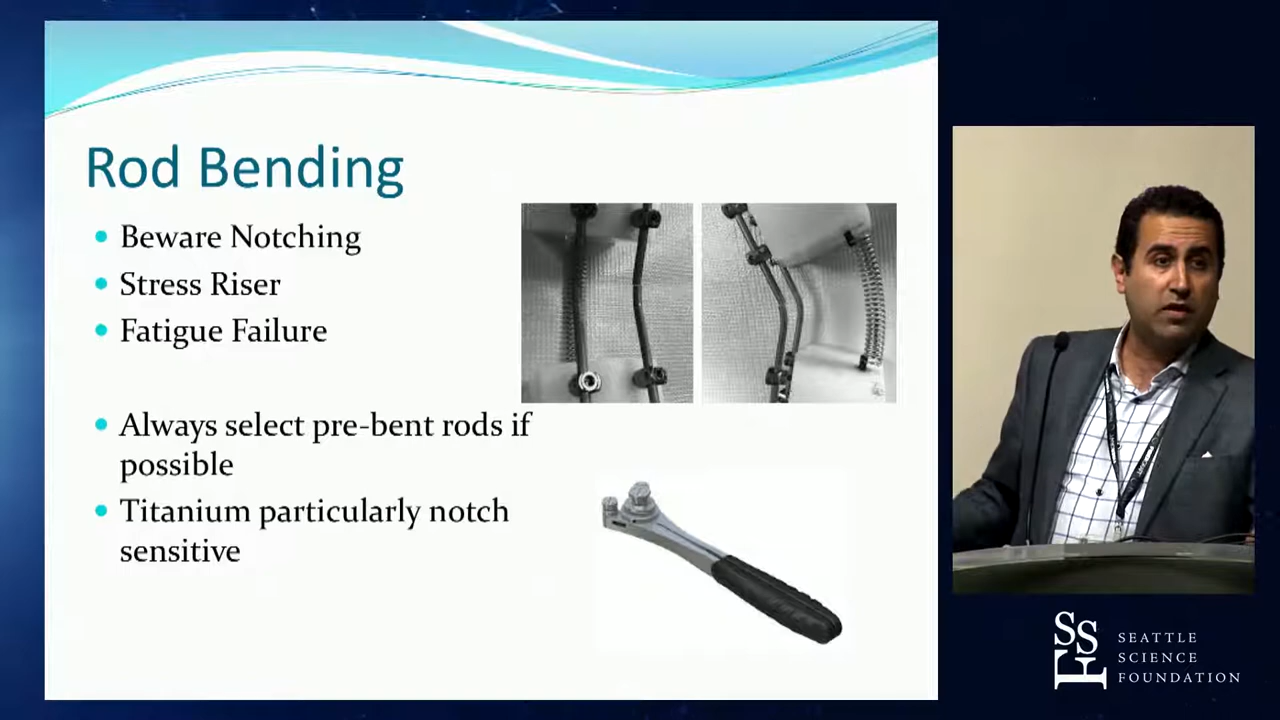 Rod Bending
Beware Notching
Stress Riser
Fatigue Failure
Always select pre-bent rods if
possible
Titanium particularly notch
sensitive
SSF
SEATTLE
SCIENCE
FOUNDATION